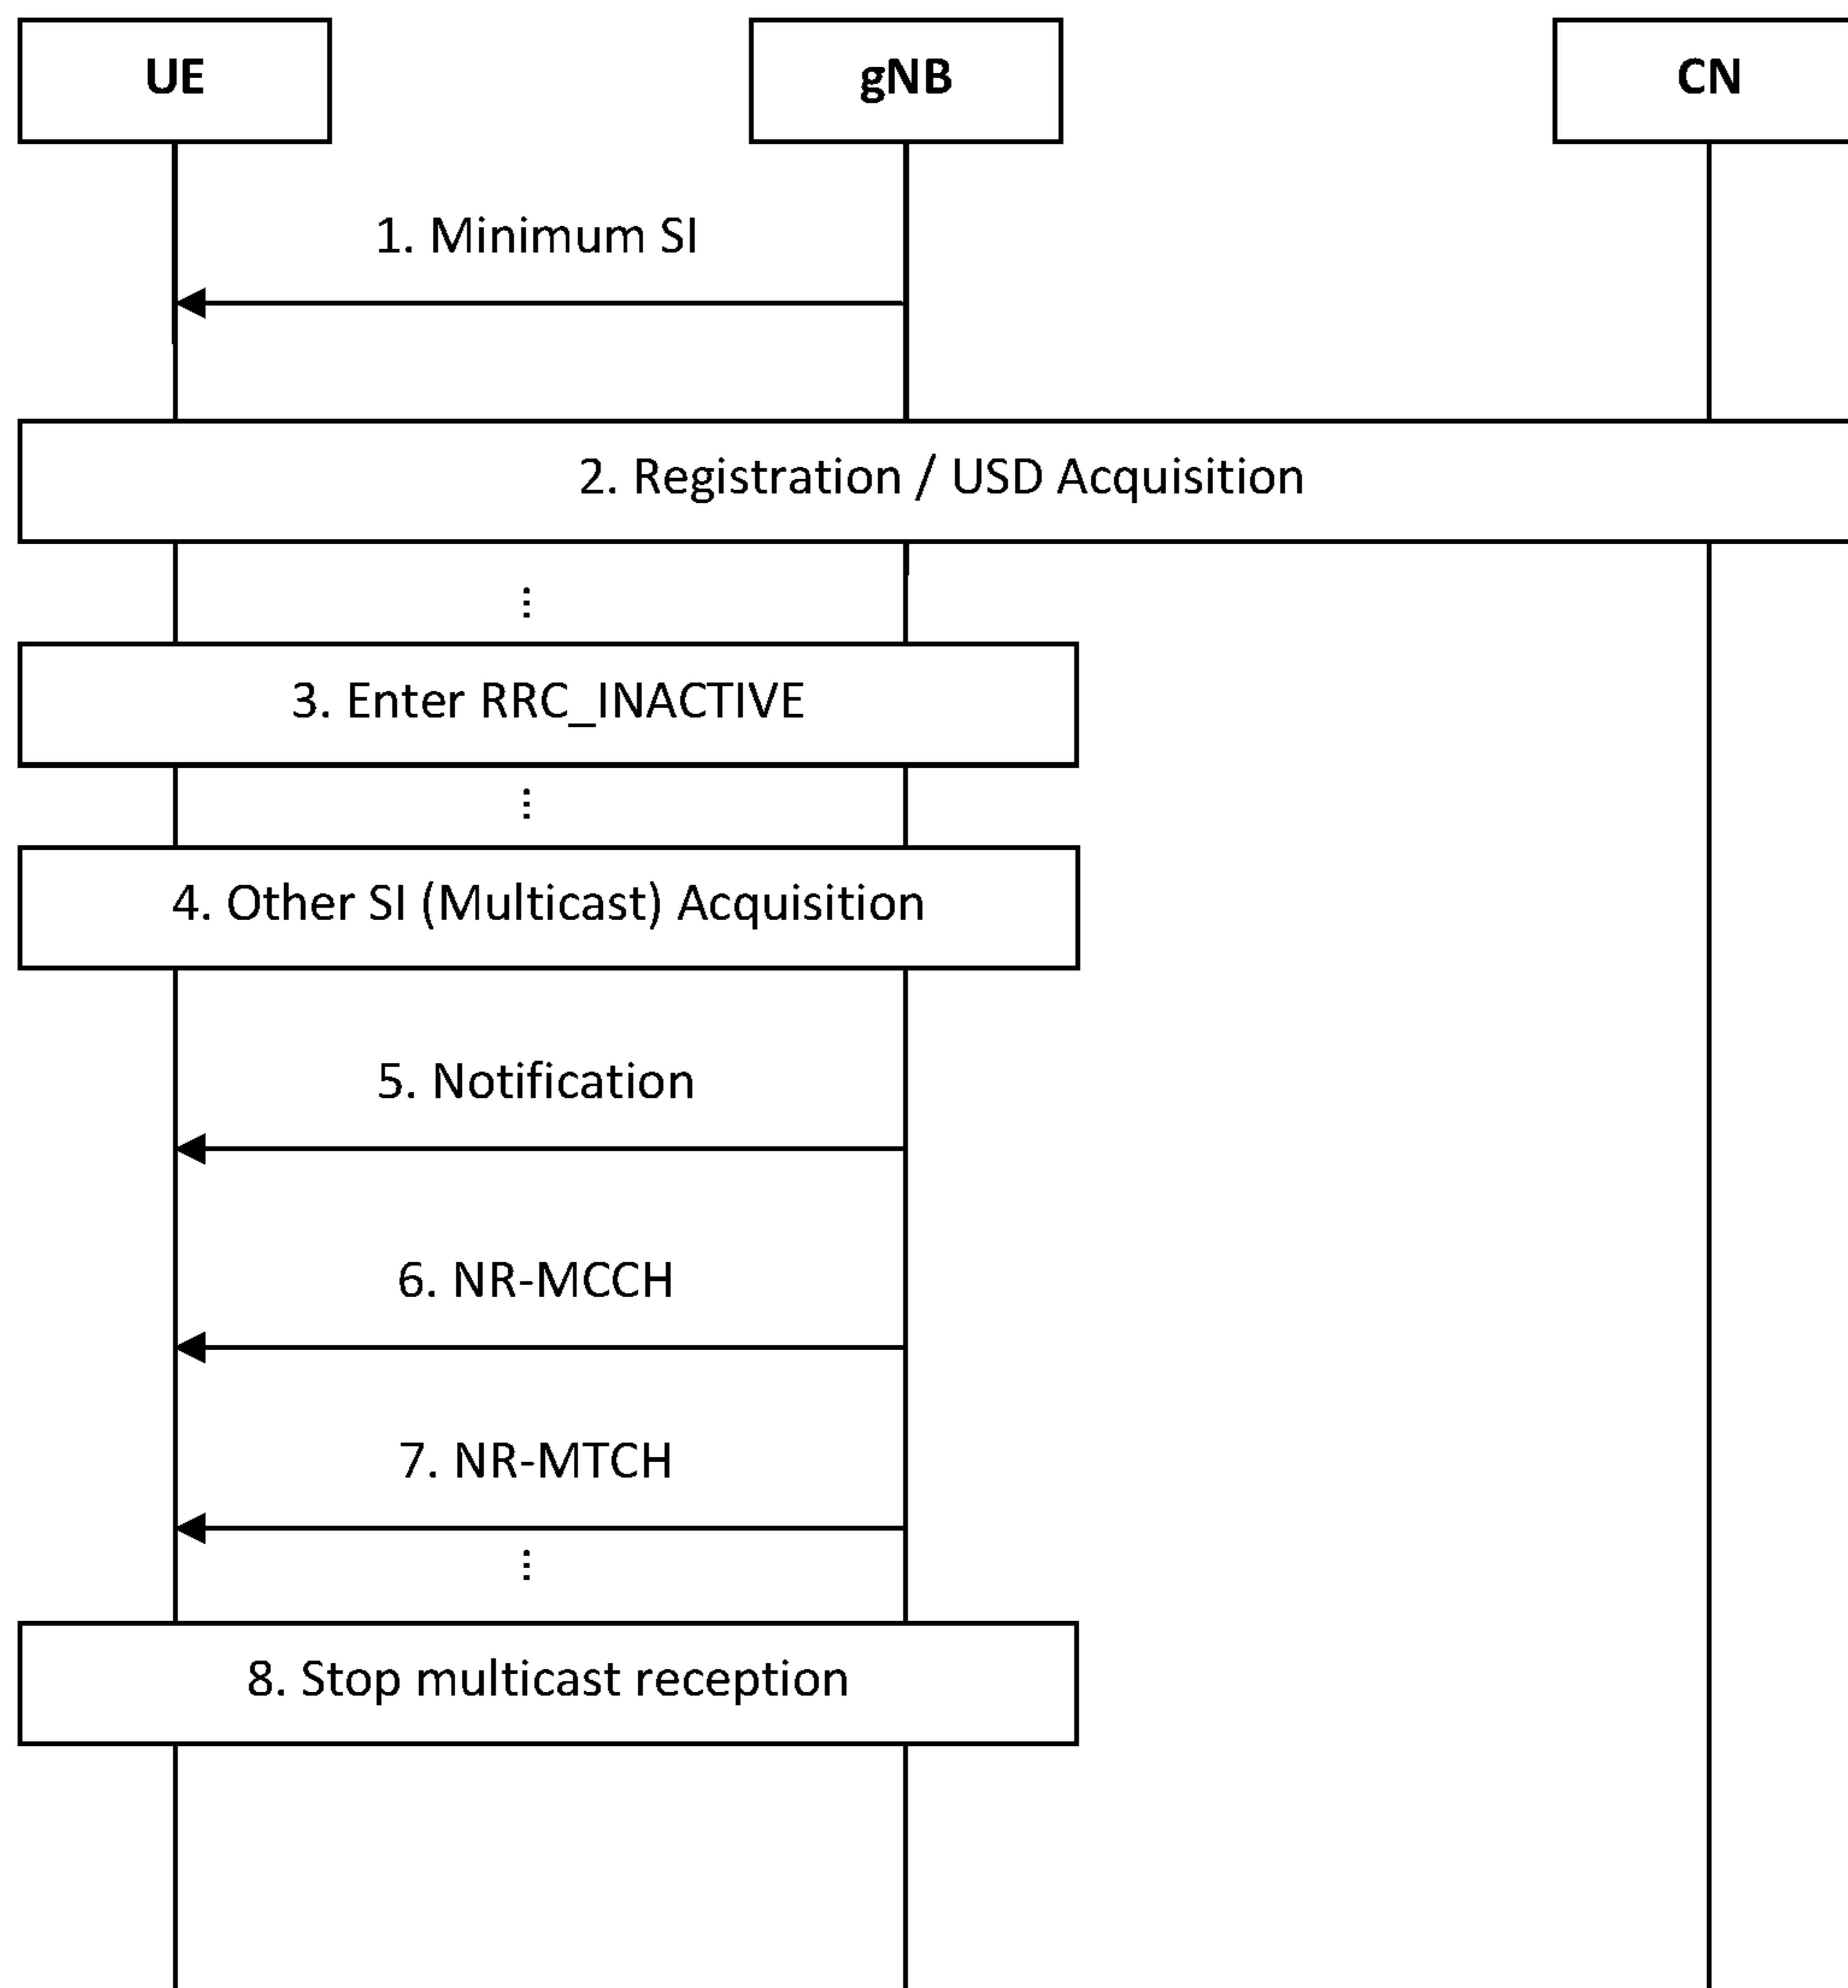 UE
gNB
CN
1. Minimum SI
2. Registration / USD Acquisition
3. Enter RRC_INACTIVE
4. Other SI (Multicast) Acquisition
5. Notification
6. NR-MCCH
7. NR-MTCH
8. Stop multicast reception